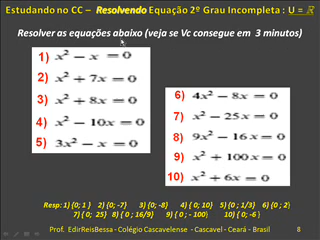 Estudando no CC – Resolvendo Equação 2º Grau Incompleta : U = R
Resolver as equações abaixo (veja se Vc consegue em 3 minutos)
1) x² – x = 0
2) x² + 7x = 0
3) x² + 8x = 0
4) x² – 10x = 0
5) 3x² – x = 0
6) 4x² – 8x = 0
7) x² – 25x = 0
8) 9x² – 16x = 0
9) x² + 100x = 0
10) x² + 6x = 0
Resp: 1) {0; 1 } 2) {0; -7} 3) {0; -8} 4) { 0; 10} 5) {0 ; 1/3} 6) {0 ; 2}
7) { 0; 25} 8) { 0 ; 16/9} 9) { 0 ; - 100} 10) { 0; -6 }
Prof. EdirReisBessa - Colégio Cascavelense - Cascavel - Ceará - Brasil 8